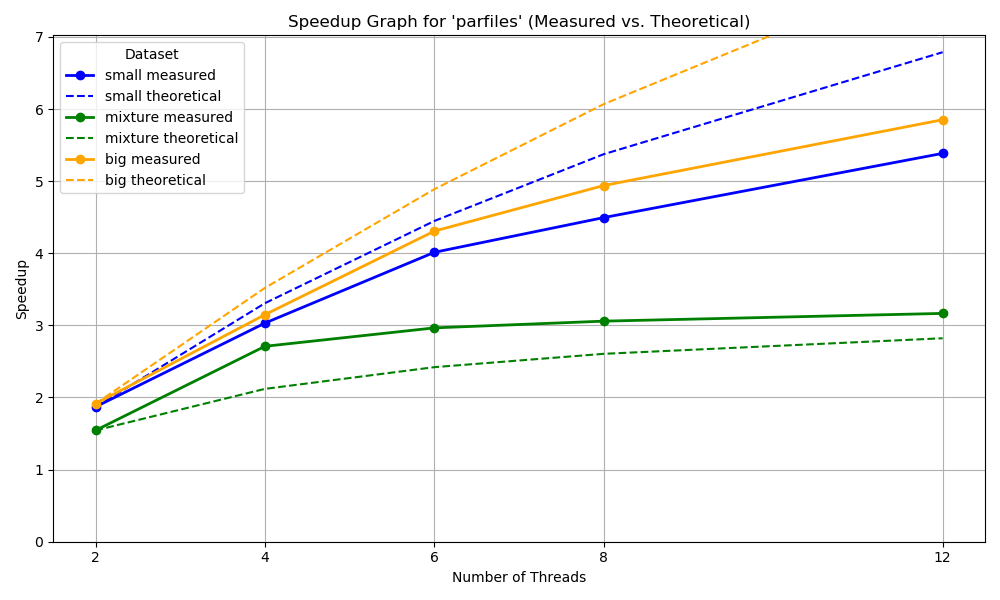 Speedup Graph for 'parfiles' (Measured vs. Theoretical)
7
6
5
4
3
2
1
0
Speedup
Dataset
small measured
small theoretical
mixture measured
mixture theoretical
big measured
big theoretical
2 4 6 8 12
Number of Threads